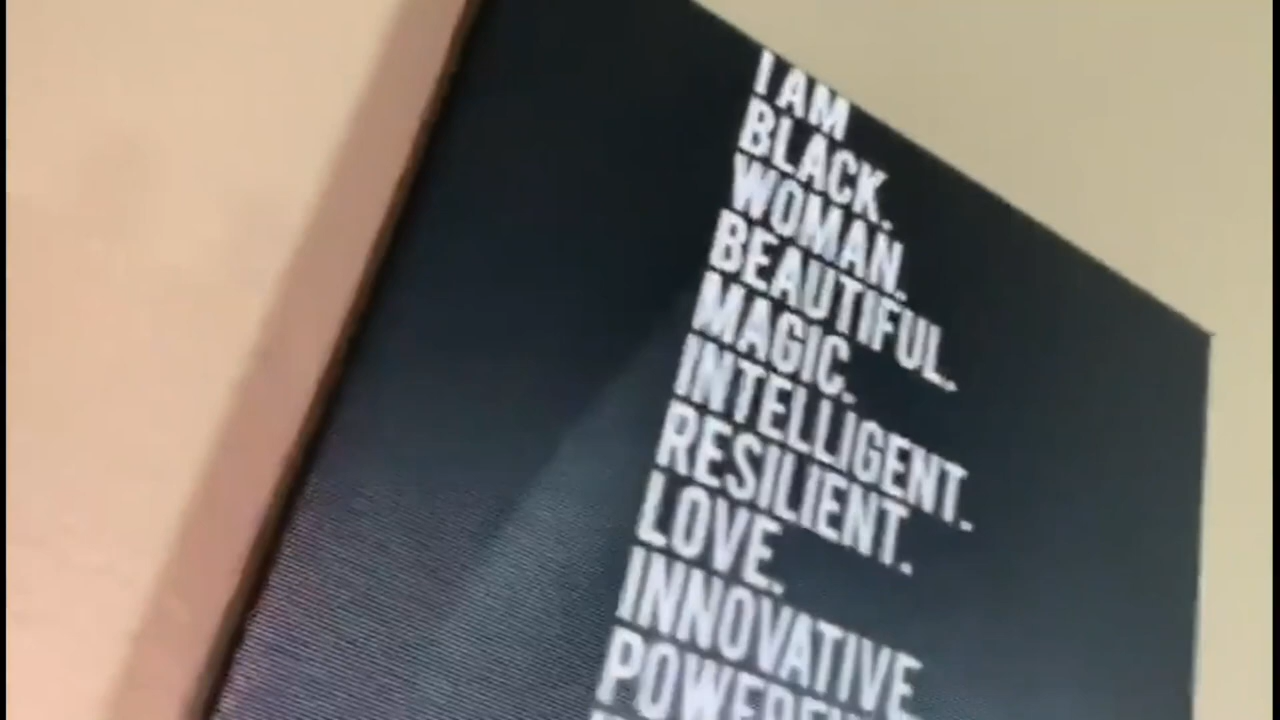 I AM
BLACK.
WOMAN.
BEAUTIFUL.
MAGIC.
INTELLIGENT.
RESILIENT.
LOVE.
INNOVATIVE.